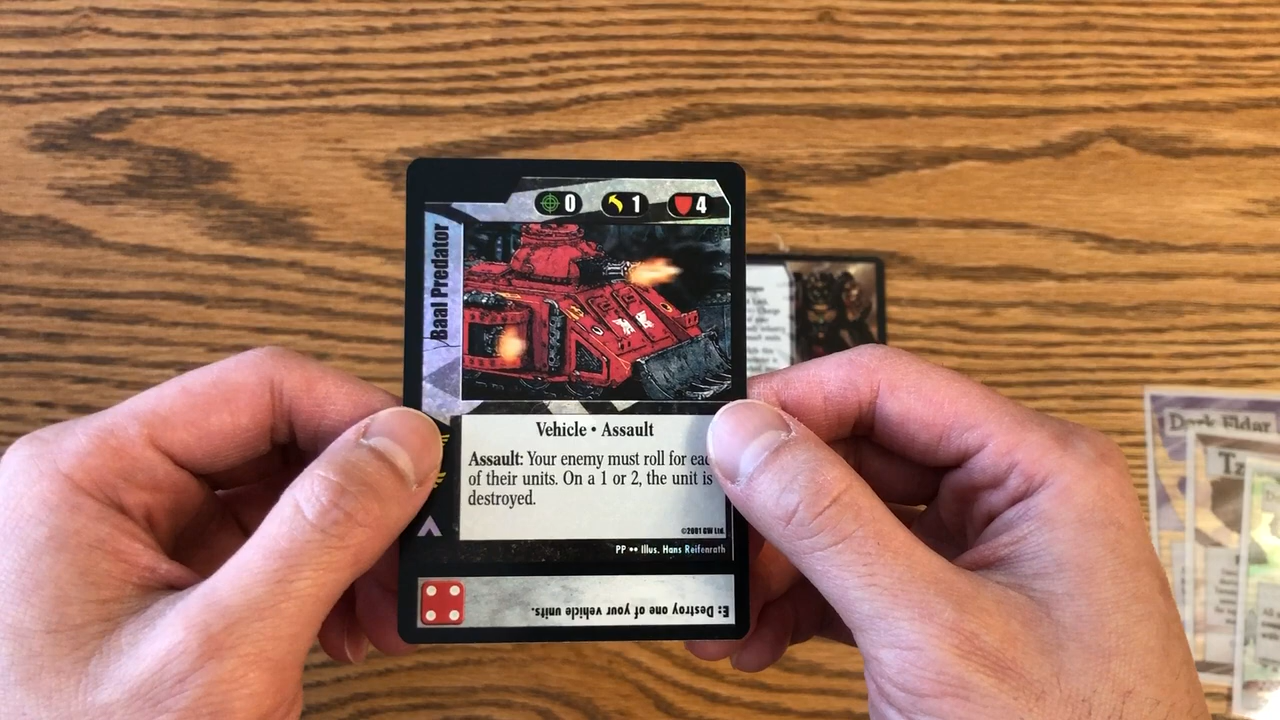 0 1 4
Baal Predator
Vehicle • Assault
Assault: Your enemy must roll for
of their units. On a 1 or 2, the unit is
destroyed.
©2001 GW Ltd.
PP •• Illus. Hans Reifenrath
E: Destroy one of your vehicle units.
Dark Eldar